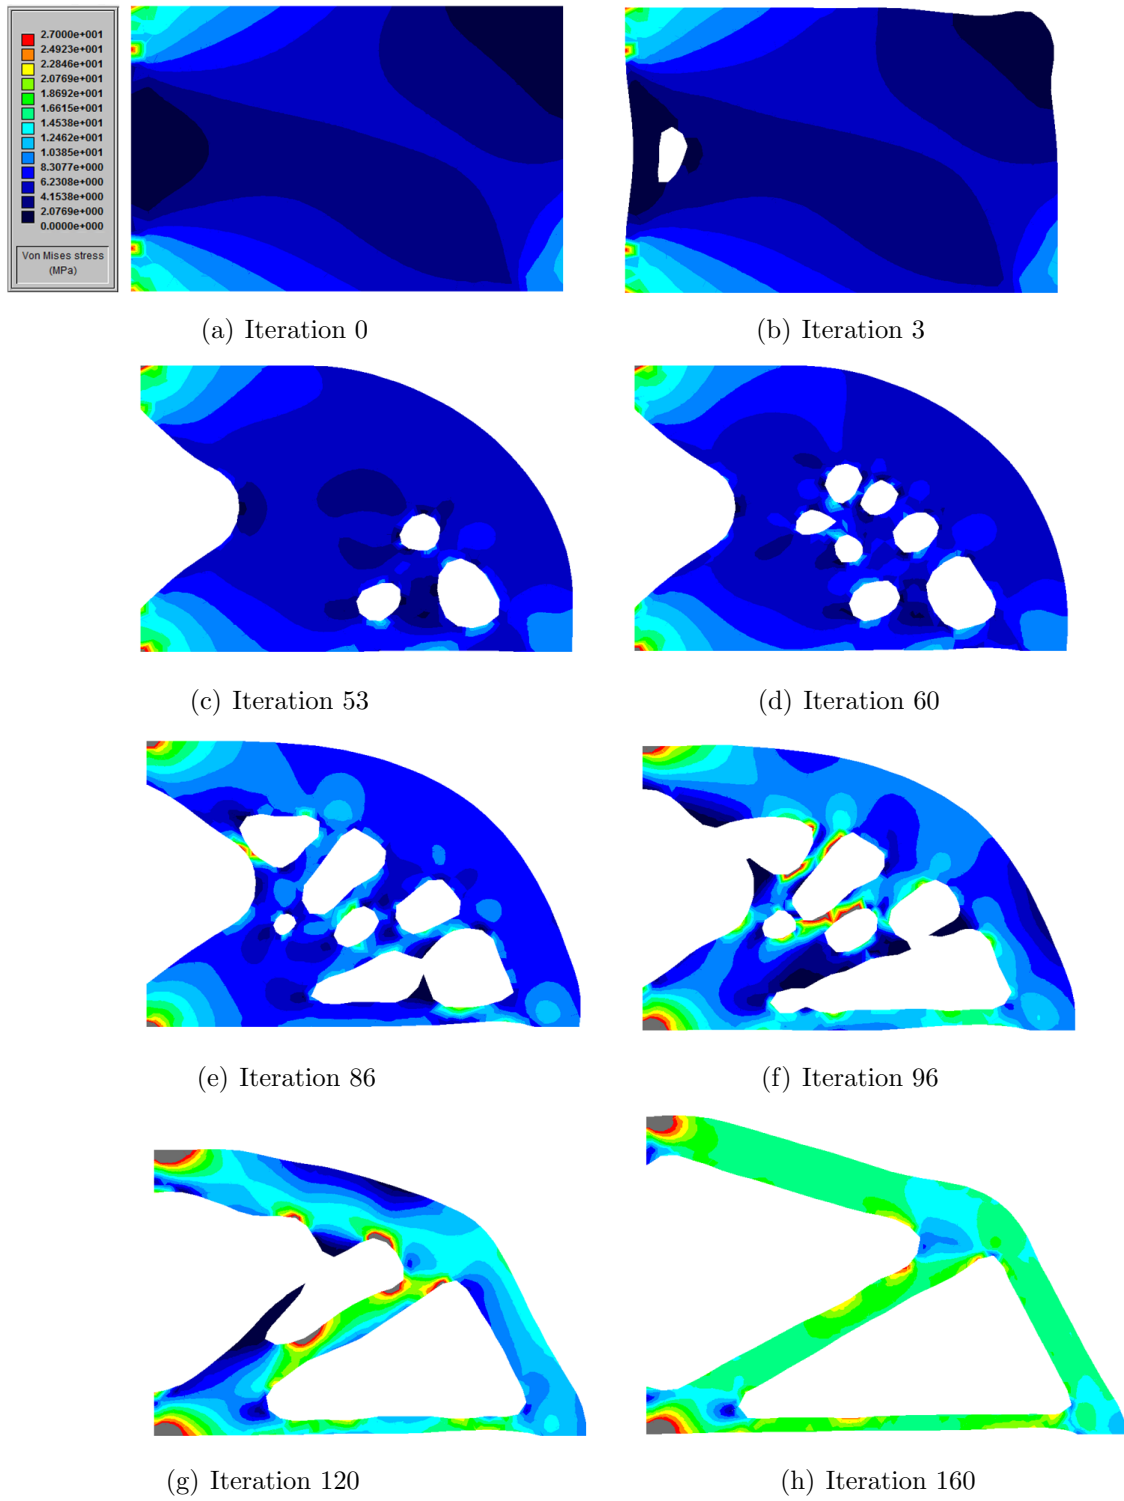 2.7000e+001
2.4923e+001
2.2846e+001
2.0769e+001
1.8692e+001
1.6615e+001
1.4538e+001
1.2462e+001
1.0385e+001
8.3077e+000
6.2308e+000
4.1538e+000
2.0769e+000
0.0000e+000
Von Mises stress
(MPa)
(a) Iteration 0
(b) Iteration 3
(c) Iteration 53
(d) Iteration 60
(e) Iteration 86
(f) Iteration 96
(g) Iteration 120
(h) Iteration 160